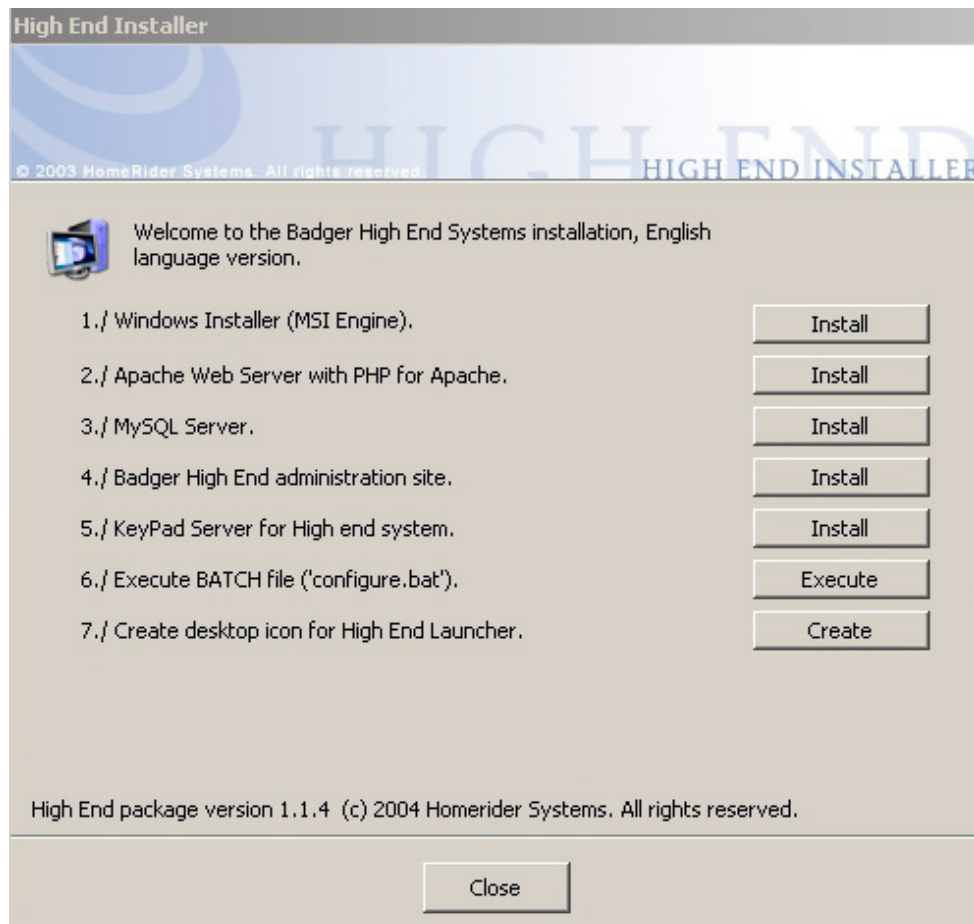 High End Installer
HIGH END
© 2003 HomeRider Systems. All rights reserved.
HIGH END INSTALLER
Welcome to the Badger High End Systems installation, English
language version.
1./ Windows Installer (MSI Engine).
Install
2./ Apache Web Server with PHP for Apache.
Install
3./ MySQL Server.
Install
4./ Badger High End administration site.
Install
5./ KeyPad Server for High end system.
Install
6./ Execute BATCH file ('configure.bat').
Execute
7./ Create desktop icon for High End Launcher.
Create
High End package version 1.1.4 (c) 2004 Homerider Systems. All rights reserved.
Close